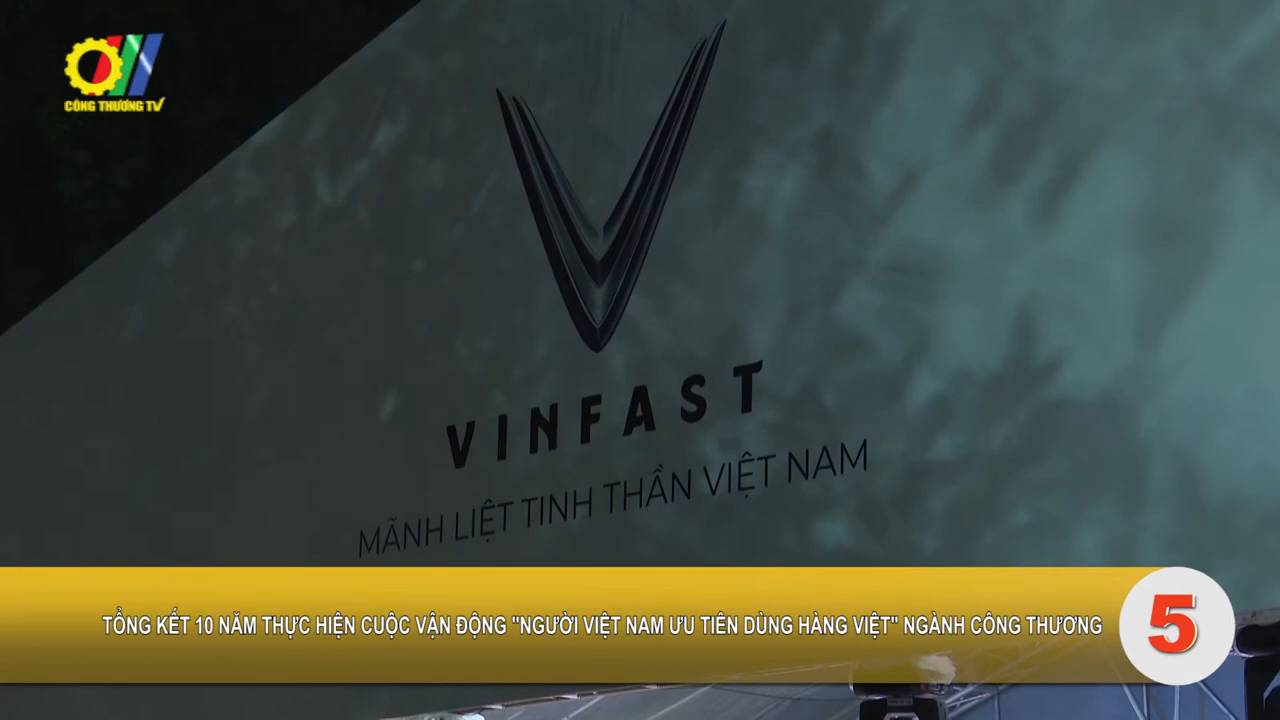 CÔNG THƯƠNG TV
VINFAST
MÃNH LIỆT TINH THẦN VIỆT NAM
TỔNG KẾT 10 NĂM THỰC HIỆN CUỘC VẬN ĐỘNG "NGƯỜI VIỆT NAM ƯU TIÊN DÙNG HÀNG VIỆT" NGÀNH CÔNG THƯƠNG
5